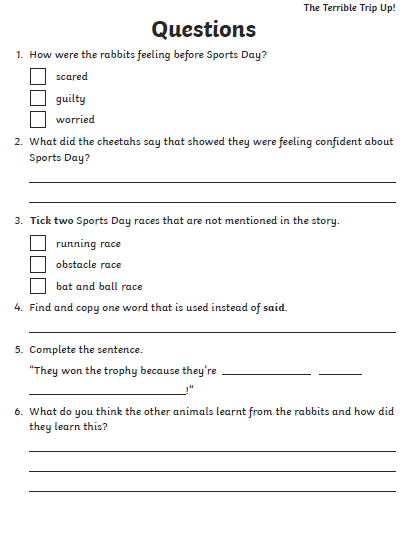 The Terrible Trip Up!
Questions
1. How were the rabbits feeling before Sports Day?
scared
guilty
worried
2. What did the cheetahs say that showed they were feeling confident about
Sports Day?
3. Tick two Sports Day races that are not mentioned in the story.
running race
obstacle race
bat and ball race
4. Find and copy one word that is used instead of said.
5. Complete the sentence.
“They won the trophy because they’re ____________ ______
______________________!”
6. What do you think the other animals learnt from the rabbits and how did
they learn this?